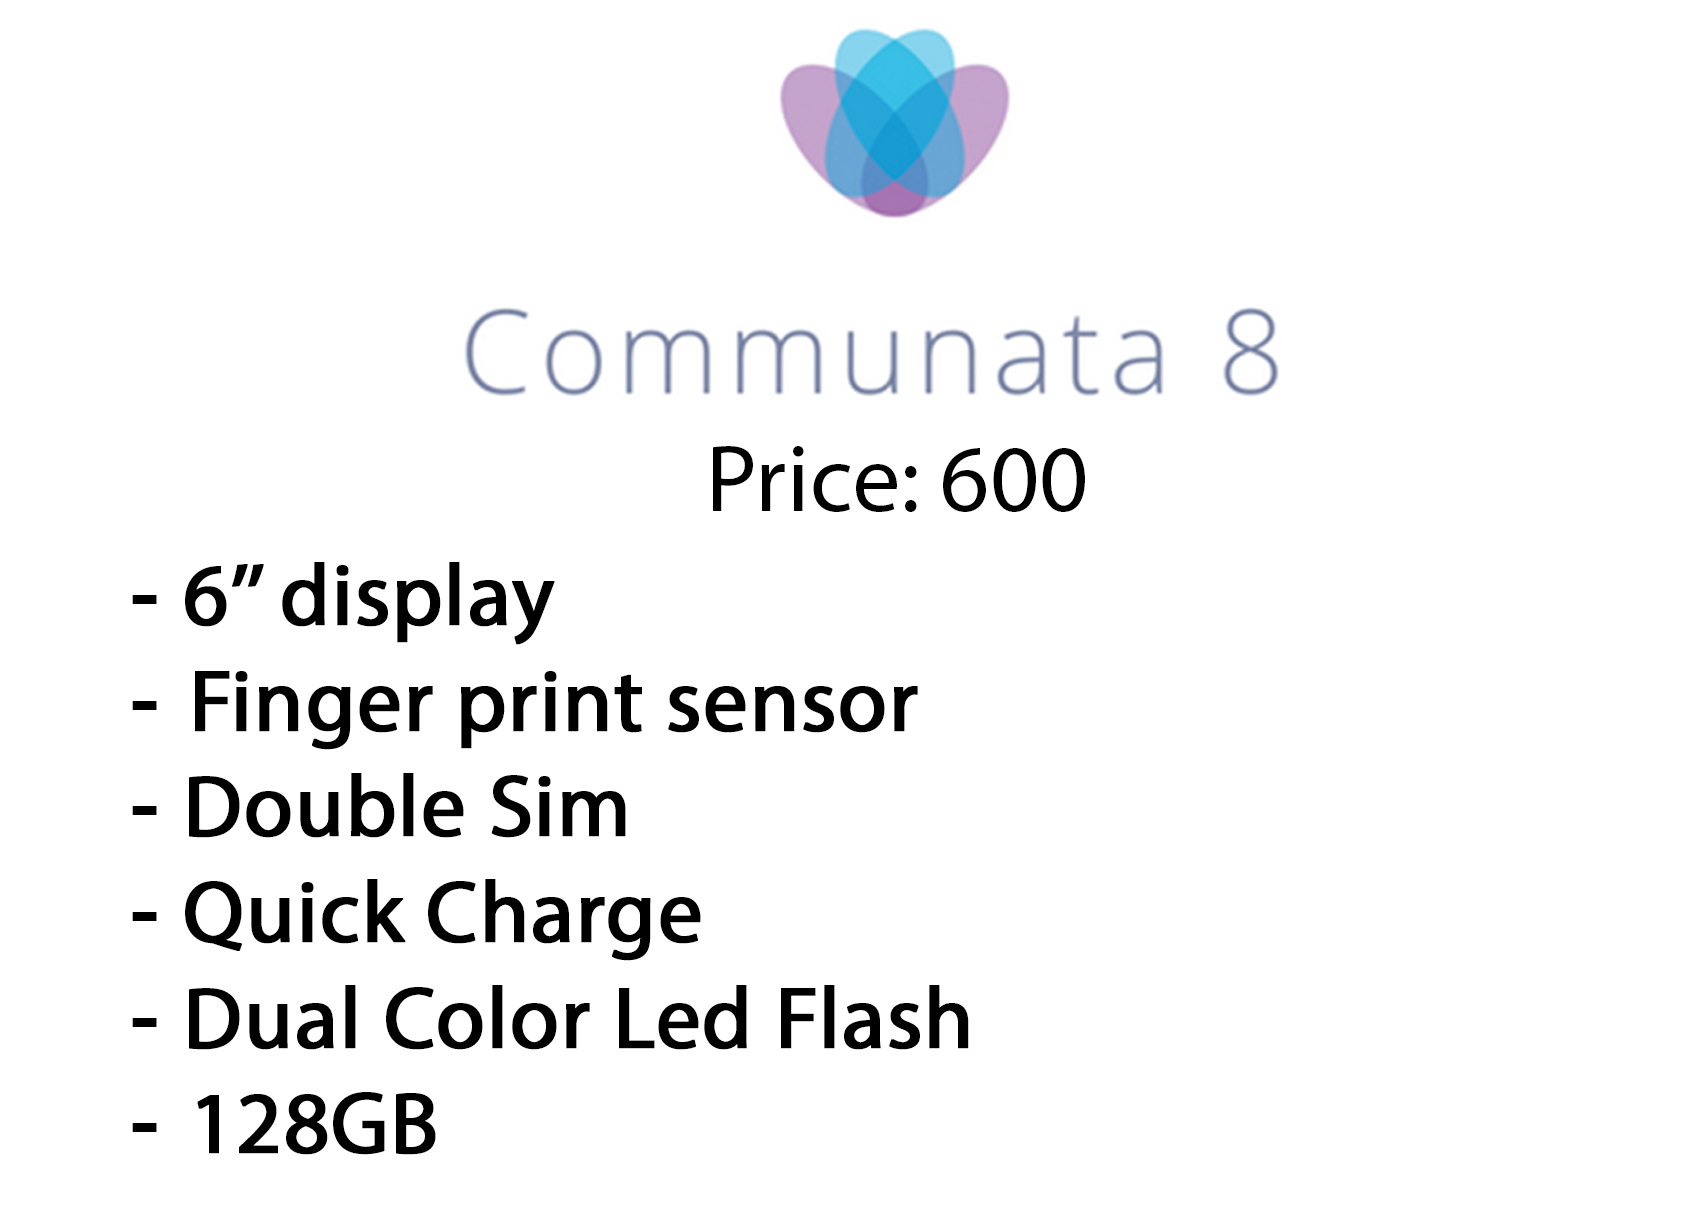 Communata 8
Price: 600
- 6” display
- Finger print sensor
- Double Sim
- Quick Charge
- Dual Color Led Flash
- 128GB